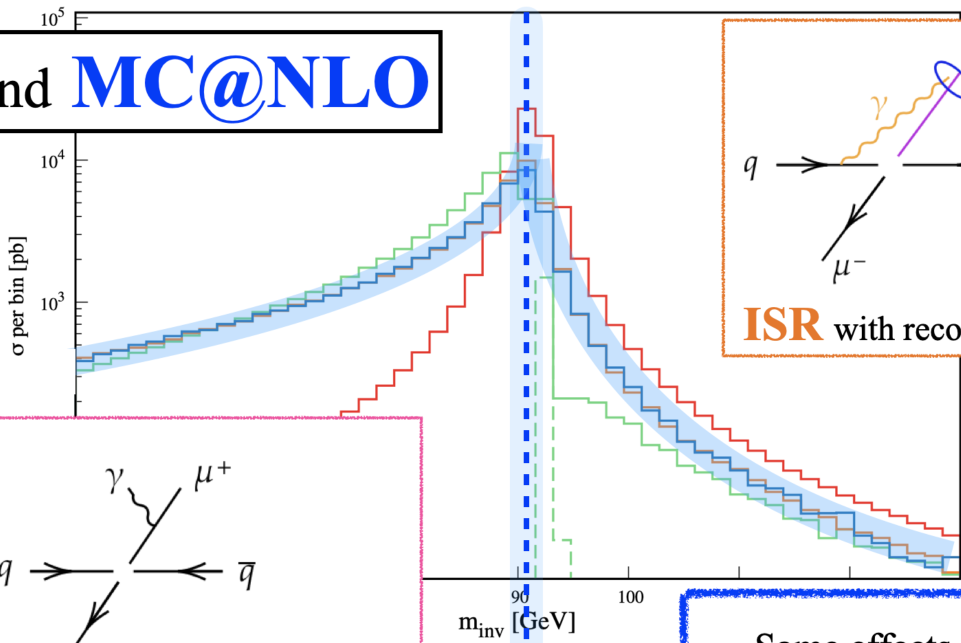 10⁵
nd MC@NLO
10⁴
10³
σ per bin [pb]
90
100
m_inv [GeV]
γ
q
μ⁻
ISR with reco
γ
μ⁺
q
q̅
Some effects